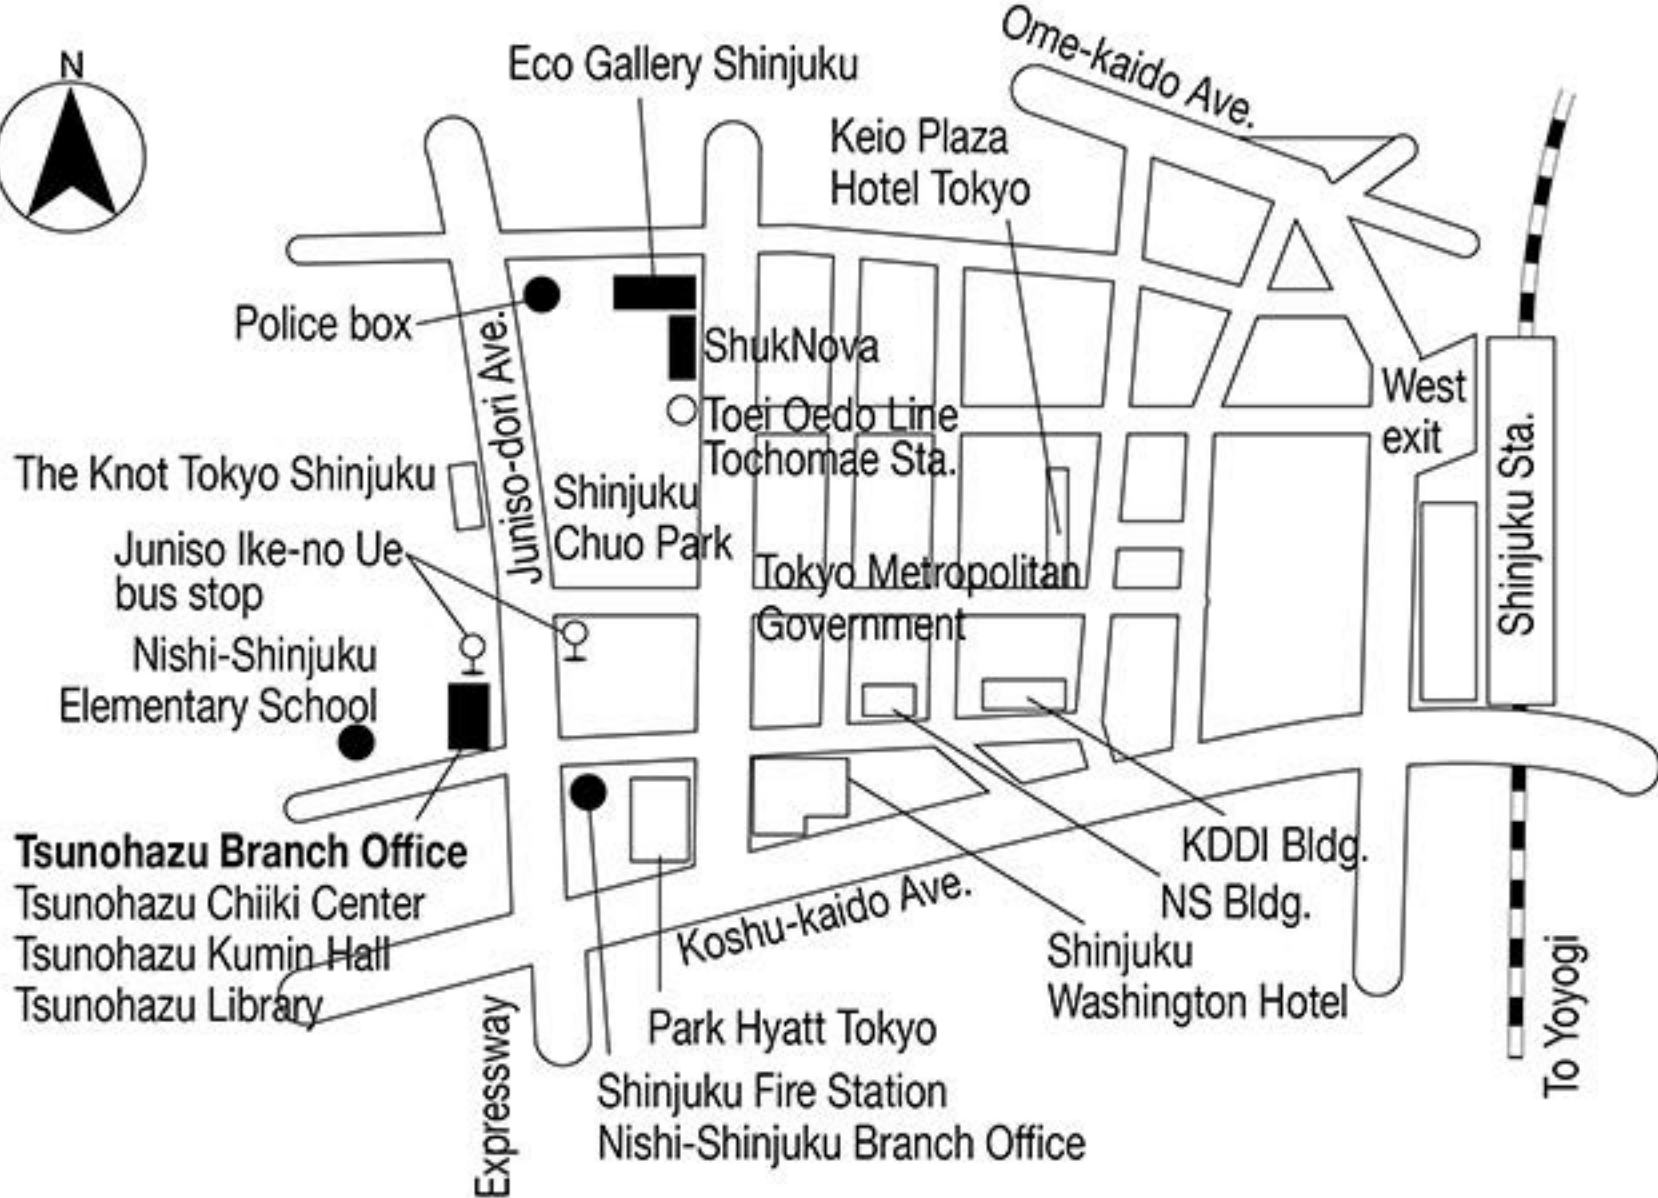 N
Eco Gallery Shinjuku
Ome-kaido Ave.
Keio Plaza
Hotel Tokyo
Police box
Juniso-dori Ave.
ShukNova
West
exit
Toei Oedo Line
Tochomae Sta.
The Knot Tokyo Shinjuku
Shinjuku
Chuo Park
Shinjuku Sta.
Juniso Ike-no Ue
bus stop
Tokyo Metropolitan
Government
Nishi-Shinjuku
Elementary School
Tsunohazu Branch Office
Tsunohazu Chiiki Center
Tsunohazu Kumin Hall
Tsunohazu Library
KDDI Bldg.
NS Bldg.
Koshu-kaido Ave.
Shinjuku
Washington Hotel
To Yoyogi
Expressway
Park Hyatt Tokyo
Shinjuku Fire Station
Nishi-Shinjuku Branch Office